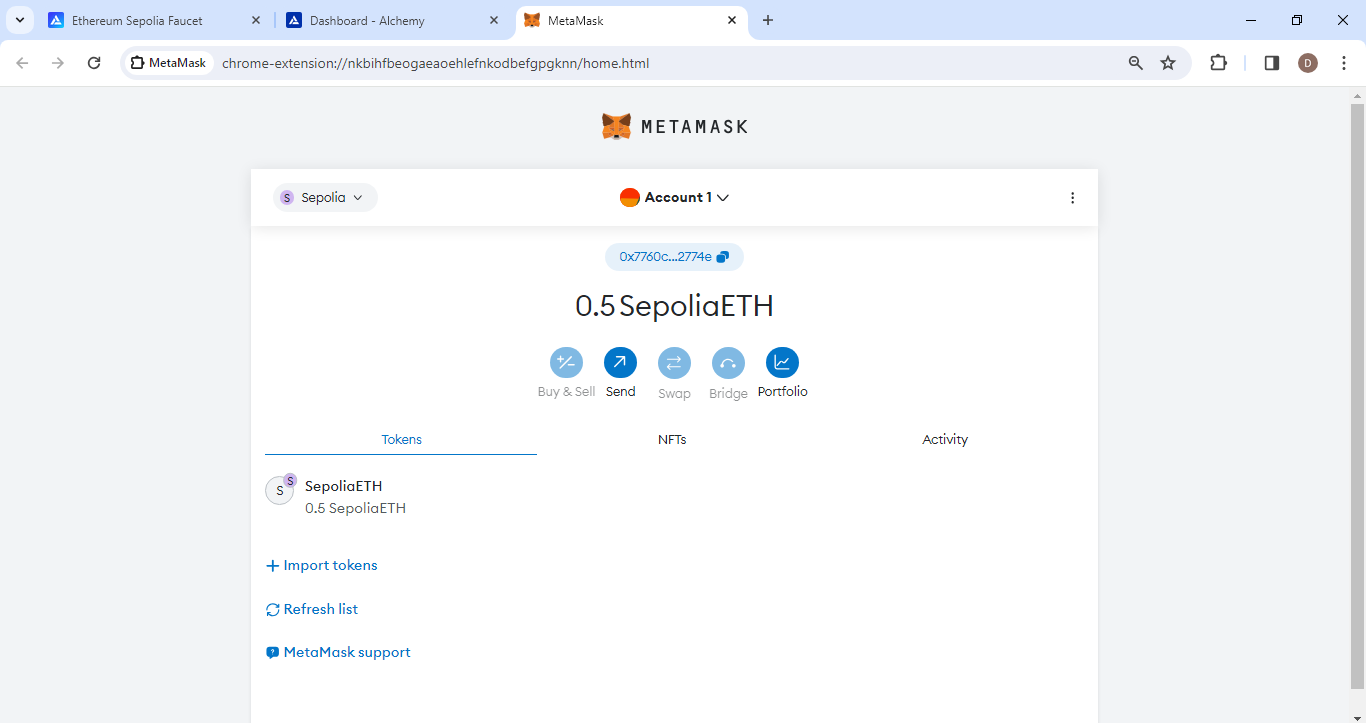 Ethereum Sepolia Faucet
Dashboard - Alchemy
MetaMask
MetaMask
chrome-extension://nkbihfbeogaeaoehlefnkodbefgpgknn/home.html
D
METAMASK
S Sepolia
Account 1
0x7760c...2774e
0.5 SepoliaETH
Buy & Sell
Send
Swap
Bridge
Portfolio
Tokens
NFTs
Activity
S
S
SepoliaETH
0.5 SepoliaETH
Import tokens
Refresh list
MetaMask support